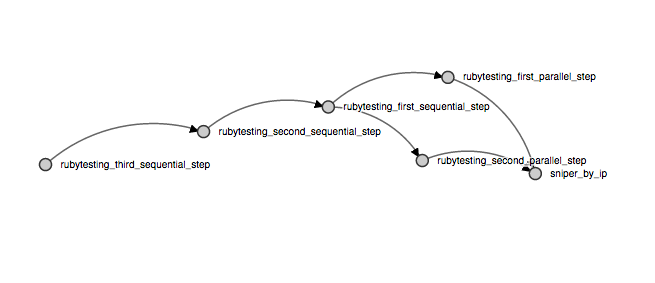 rubytesting_first_parallel_step
rubytesting_first_sequential_step
rubytesting_second_sequential_step
rubytesting_second_parallel_step
rubytesting_third_sequential_step
sniper_by_ip